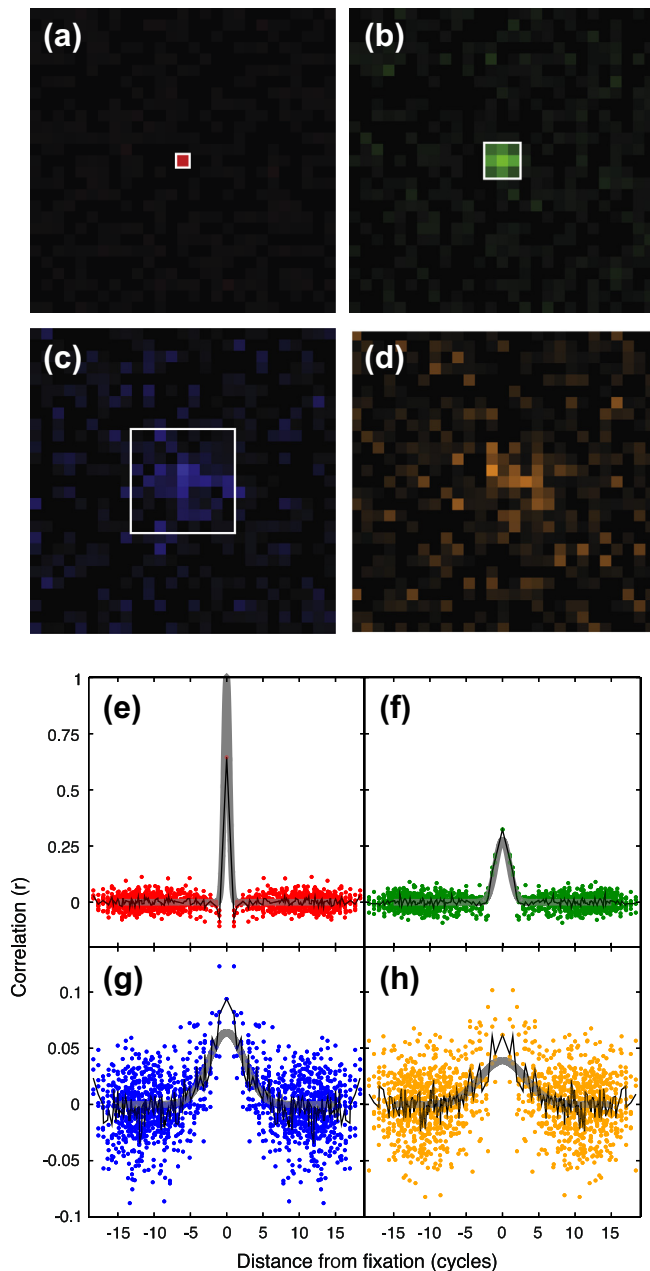 (a) (b)
(c) (d)
(e) (f)
1
0.75
0.5
0.25
0
Correlation (r)
(g) (h)
0.1
0.05
0
-0.05
-0.1
-15 -10 -5 0 5 10 15 -15 -10 -5 0 5 10 15
Distance from fixation (cycles)